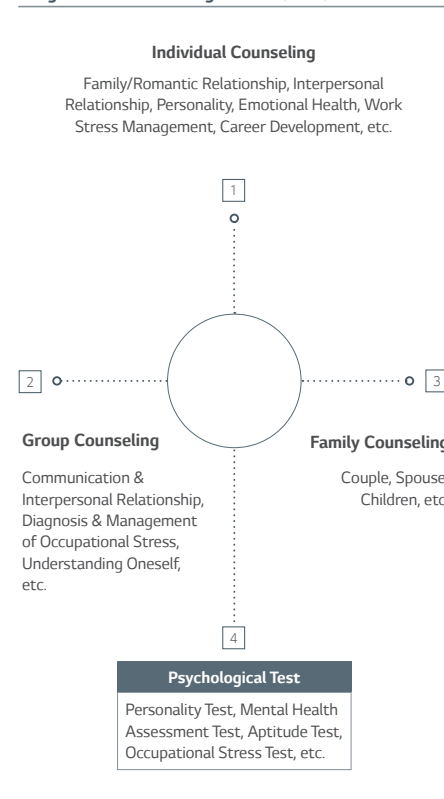 Individual Counseling
Family/Romantic Relationship, Interpersonal
Relationship, Personality, Emotional Health, Work
Stress Management, Career Development, etc.
1
2
3
Group Counseling
Communication &
Interpersonal Relationship,
Diagnosis & Management
of Occupational Stress,
Understanding Oneself,
etc.
Family Counseling
Couple, Spouse
Children, etc
4
Psychological Test
Personality Test, Mental Health
Assessment Test, Aptitude Test,
Occupational Stress Test, etc.